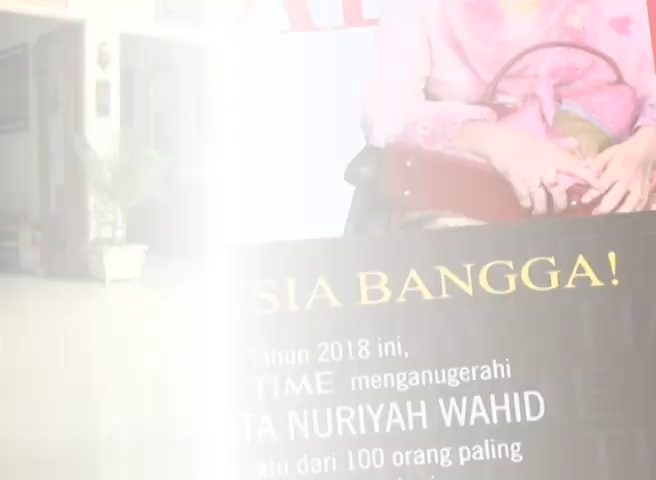 SIA BANGGA!
Tahun 2018 ini,
TIME menganugerahi
TA NURIYAH WAHID
atu dari 100 orang paling